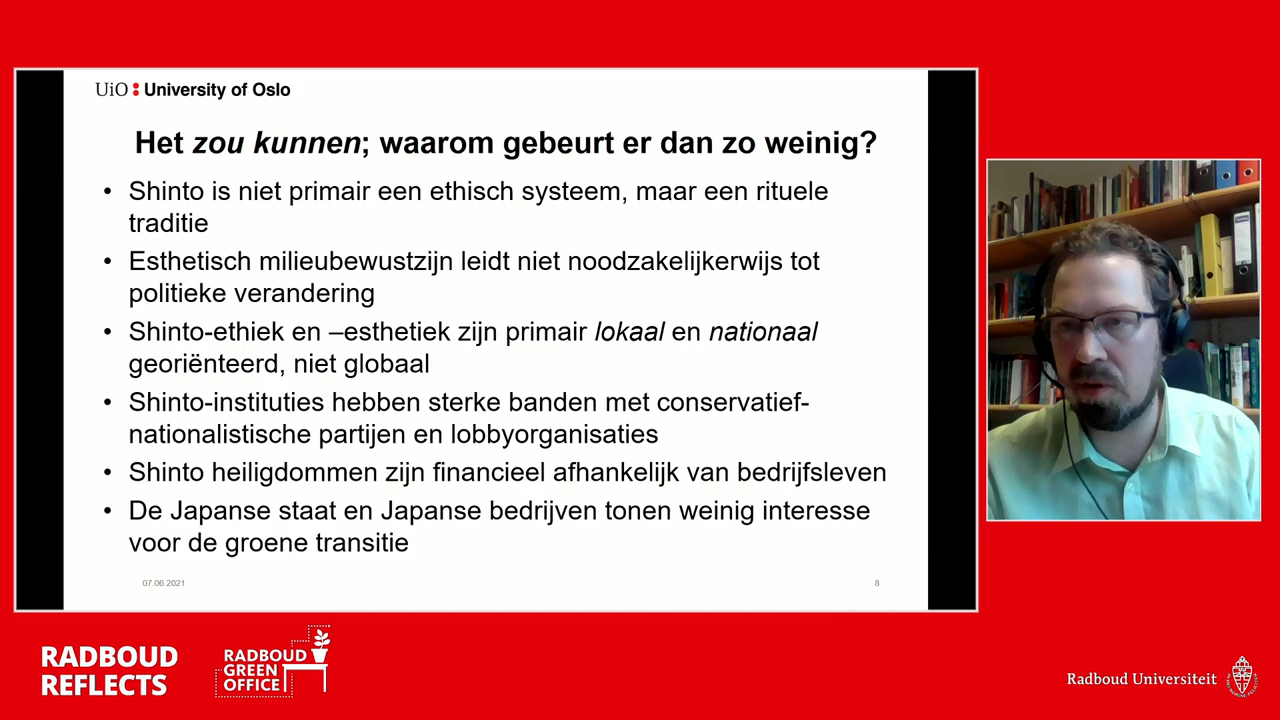 UiO : University of Oslo
Het zou kunnen; waarom gebeurt er dan zo weinig?
• Shinto is niet primair een ethisch systeem, maar een rituele
traditie
• Esthetisch milieubewustzijn leidt niet noodzakelijkerwijs tot
politieke verandering
• Shinto-ethiek en –esthetiek zijn primair lokaal en nationaal
georiënteerd, niet globaal
• Shinto-instituties hebben sterke banden met conservatief-
nationalistische partijen en lobbyorganisaties
• Shinto heiligdommen zijn financieel afhankelijk van bedrijfsleven
• De Japanse staat en Japanse bedrijven tonen weinig interesse
voor de groene transitie
07.06.2021
8
RADBOUD
REFLECTS
RADBOUD
GREEN
OFFICE
Radboud Universiteit